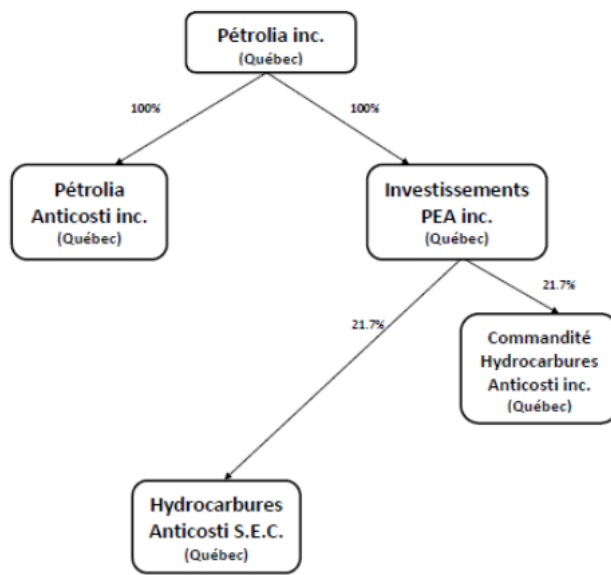 Pétrolia inc.
(Québec)
100%
100%
Pétrolia
Anticosti inc.
(Québec)
Investissements
PEA inc.
(Québec)
21.7%
21.7%
Commandité
Hydrocarbures
Anticosti inc.
(Québec)
Hydrocarbures
Anticosti S.E.C.
(Québec)